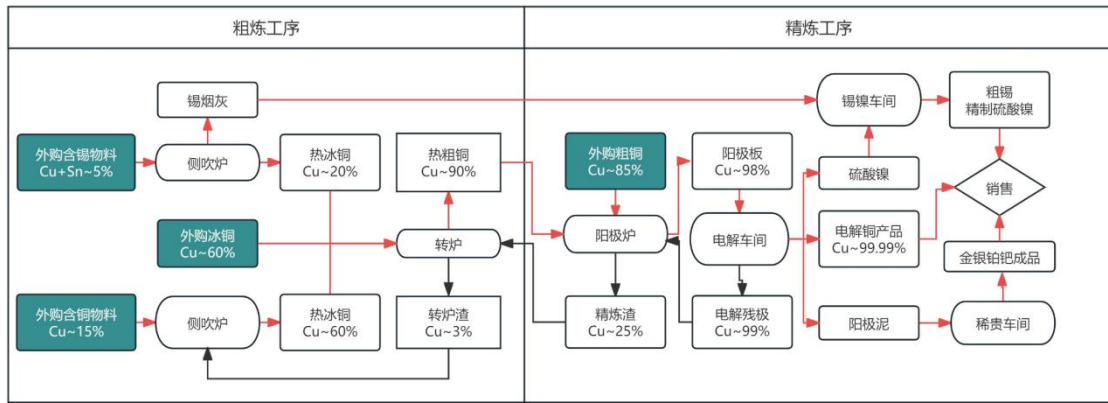 粗炼工序
精炼工序
锡烟灰
外购含锡物料
Cu+Sn~5%
侧吹炉
热冰铜
Cu~20%
热粗铜
Cu~90%
外购冰铜
Cu~60%
转炉
外购含铜物料
Cu~15%
侧吹炉
热冰铜
Cu~60%
转炉渣
Cu~3%
外购粗铜
Cu~85%
阳极板
Cu~98%
锡镍车间
粗锡
精制硫酸镍
硫酸镍
销售
阳极炉
电解车间
电解铜产品
Cu~99.99%
金银铂钯成品
精炼渣
Cu~25%
电解残极
Cu~99%
阳极泥
稀贵车间